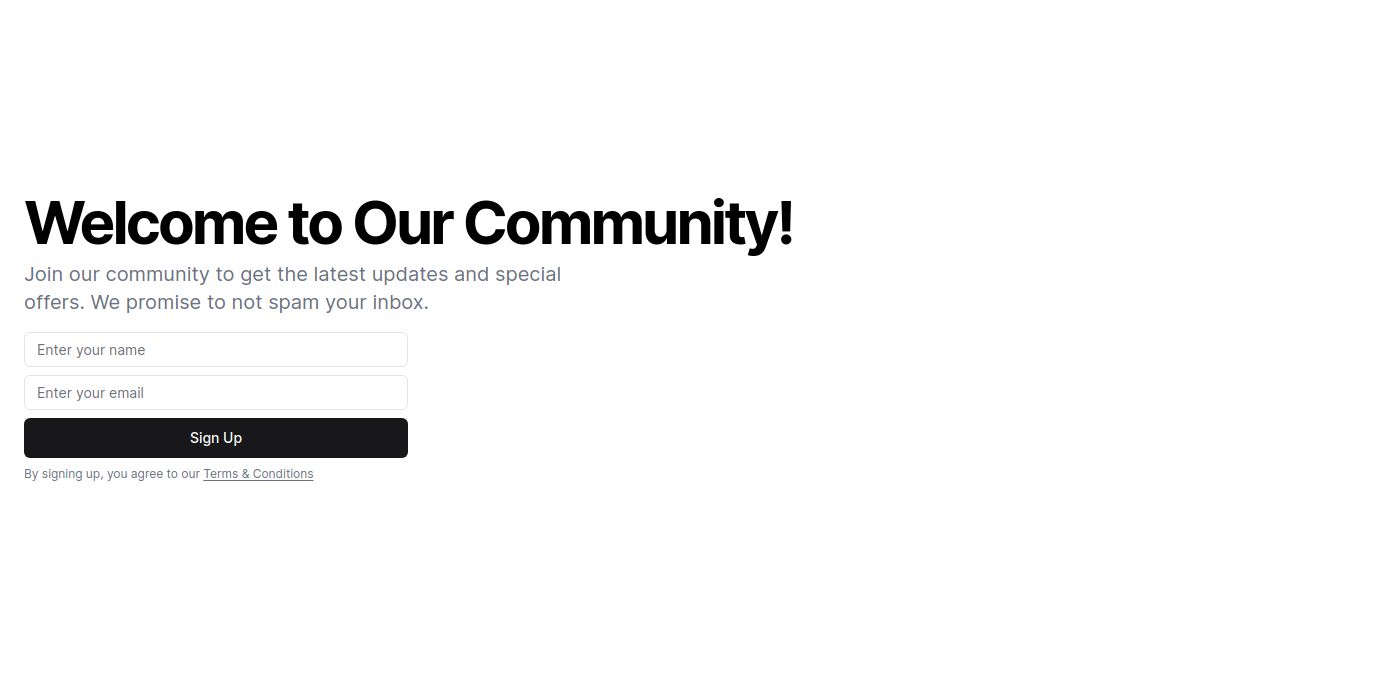 Welcome to Our Community!
Join our community to get the latest updates and special
offers. We promise to not spam your inbox.
Enter your name
Enter your email
Sign Up
By signing up, you agree to our Terms & Conditions